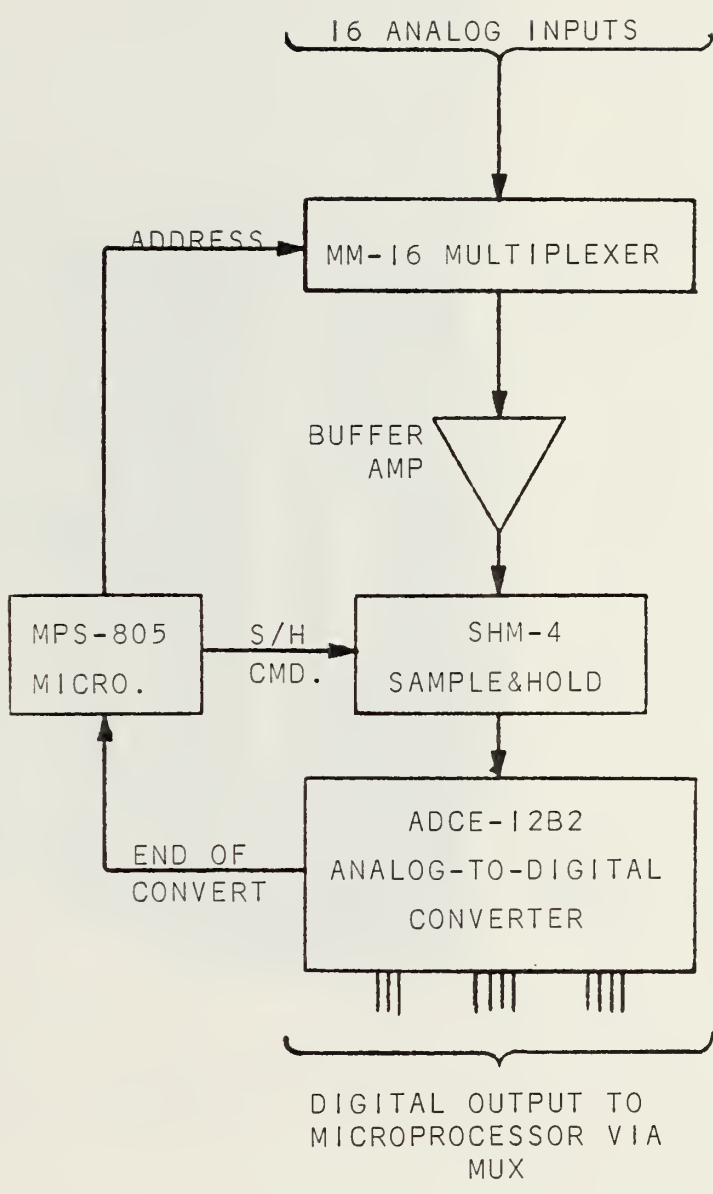 16 ANALOG INPUTS
ADDRESS
MM-16 MULTIPLEXER
BUFFER
AMP
MPS-805
MICRO.
S/H
CMD.
SHM-4
SAMPLE&HOLD
END OF
CONVERT
ADCE-12B2
ANALOG-TO-DIGITAL
CONVERTER
DIGITAL OUTPUT TO
MICROPROCESSOR VIA
MUX